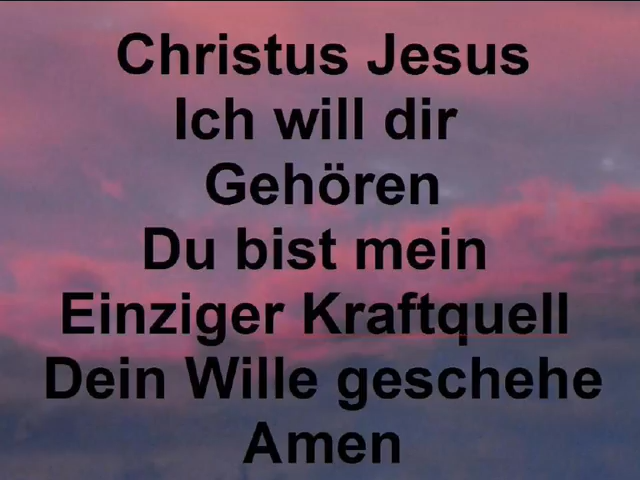 Christus Jesus
Ich will dir
Gehören
Du bist mein
Einziger Kraftquell
Dein Wille geschehe
Amen